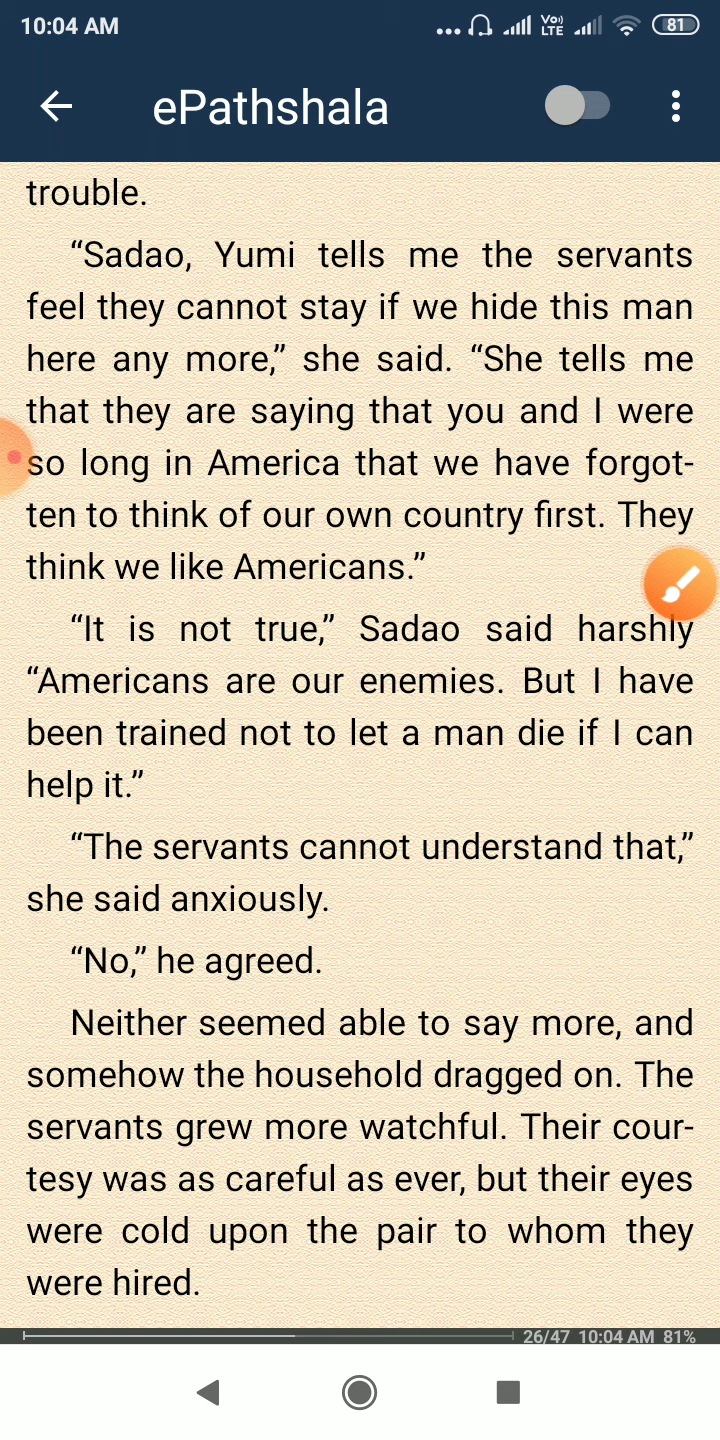 10:04 AM
... Vo)) LTE 81
ePathshala
trouble.
“Sadao, Yumi tells me the servants
feel they cannot stay if we hide this man
here any more,” she said. “She tells me
that they are saying that you and I were
so long in America that we have forgot-
ten to think of our own country first. They
think we like Americans.”
“It is not true,” Sadao said harshly
“Americans are our enemies. But I have
been trained not to let a man die if I can
help it.”
“The servants cannot understand that,”
she said anxiously.
“No,” he agreed.
Neither seemed able to say more, and
somehow the household dragged on. The
servants grew more watchful. Their cour-
tesy was as careful as ever, but their eyes
were cold upon the pair to whom they
were hired.
26/47 10:04 AM 81%